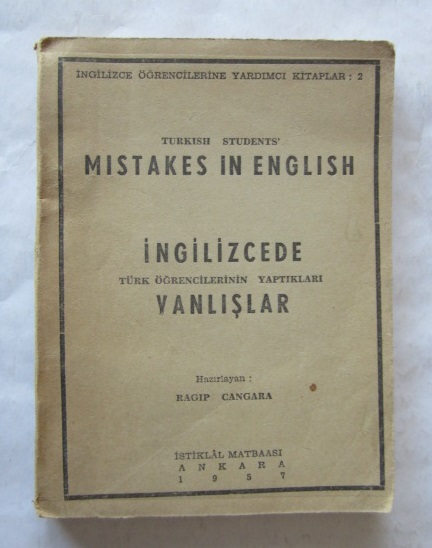 İNGİLİZCE ÖĞRENCİLERİNE YARDIMCI KİTAPLAR : 2
TURKISH STUDENTS'
MISTAKES IN ENGLISH
İNGİLİZCEDE
TÜRK ÖĞRENCİLERİNİN YAPTIKLARI
YANLIŞLAR
Hazırlayan :
RAGIP CANGARA
İSTİKLÂL MATBAASI
ANKARA
1957